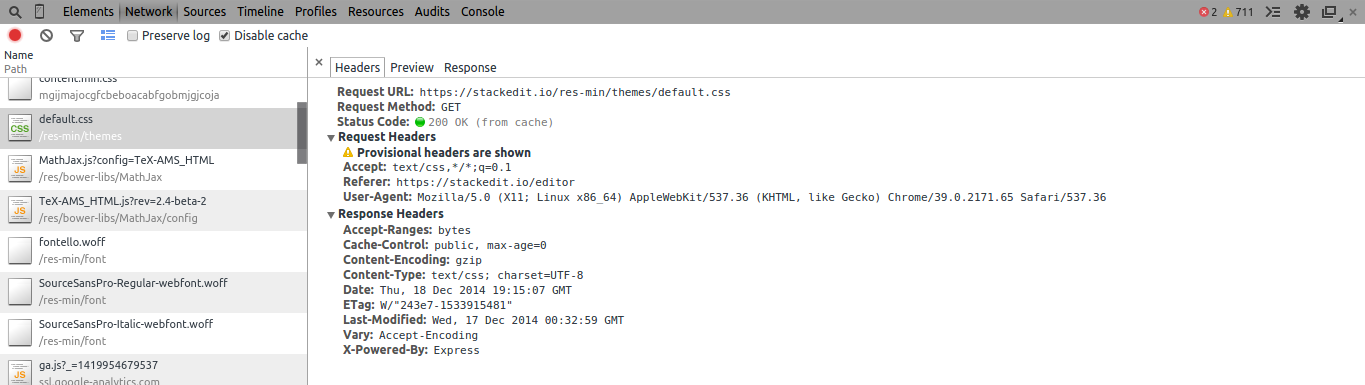 Elements Network Sources Timeline Profiles Resources Audits Console 2 711
Preserve log Disable cache
Name
Path
content.min.css
mgijmajocgfcbeboacabfgobmjgjcoja
default.css
/res-min/themes
MathJax.js?config=TeX-AMS_HTML
/res/bower-libs/MathJax
TeX-AMS_HTML.js?rev=2.4-beta-2
/res/bower-libs/MathJax/config
fontello.woff
/res-min/font
SourceSansPro-Regular-webfont.woff
/res-min/font
SourceSansPro-Italic-webfont.woff
/res-min/font
ga.js?_=1419954679537
ssl.google-analytics.com
× Headers Preview Response
Request URL: https://stackedit.io/res-min/themes/default.css
Request Method: GET
Status Code: 200 OK (from cache)
Request Headers
Provisional headers are shown
Accept: text/css,*/*;q=0.1
Referer: https://stackedit.io/editor
User-Agent: Mozilla/5.0 (X11; Linux x86_64) AppleWebKit/537.36 (KHTML, like Gecko) Chrome/39.0.2171.65 Safari/537.36
Response Headers
Accept-Ranges: bytes
Cache-Control: public, max-age=0
Content-Encoding: gzip
Content-Type: text/css; charset=UTF-8
Date: Thu, 18 Dec 2014 19:15:07 GMT
ETag: W/"243e7-1533915481"
Last-Modified: Wed, 17 Dec 2014 00:32:59 GMT
Vary: Accept-Encoding
X-Powered-By: Express